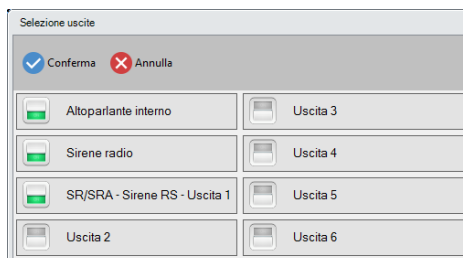 Selezione uscite
Conferma Annulla
Altoparlante interno
Uscita 3
Sirene radio
Uscita 4
SR/SRA - Sirene RS - Uscita 1
Uscita 5
Uscita 2
Uscita 6